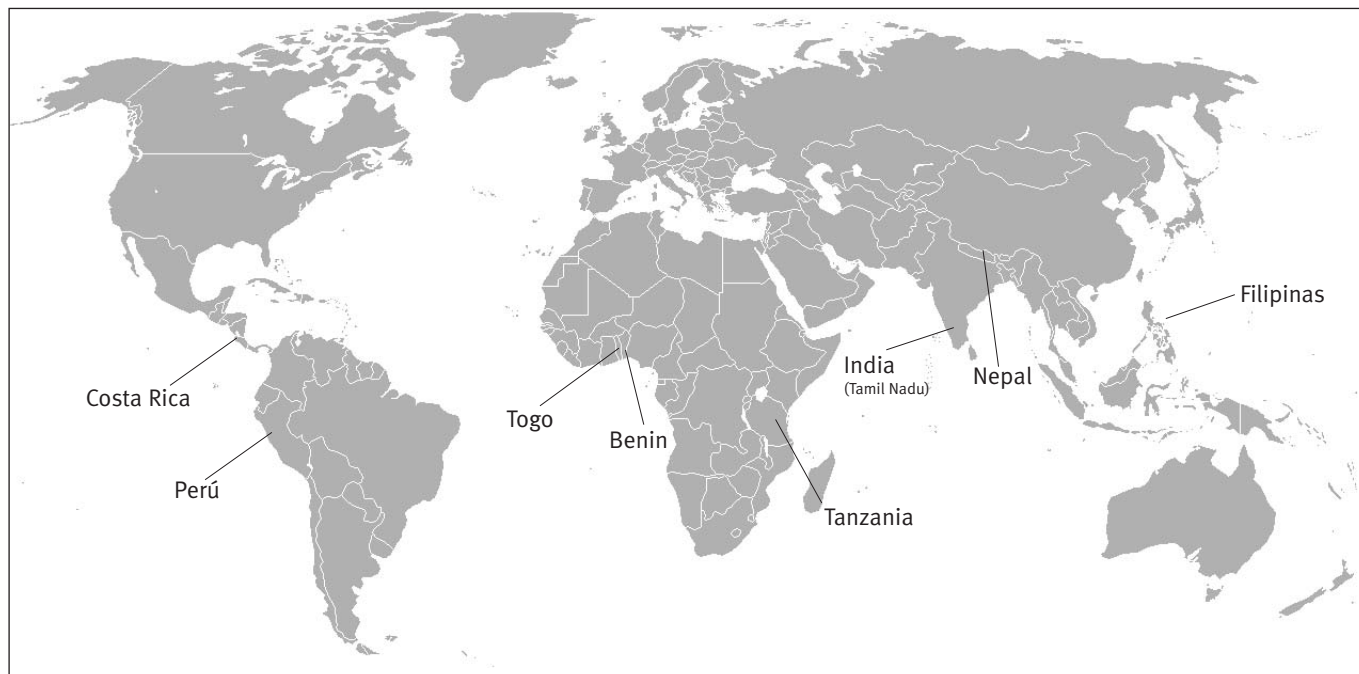 Filipinas
India
(Tamil Nadu)
Nepal
Costa Rica
Togo
Benin
Perú
Tanzania